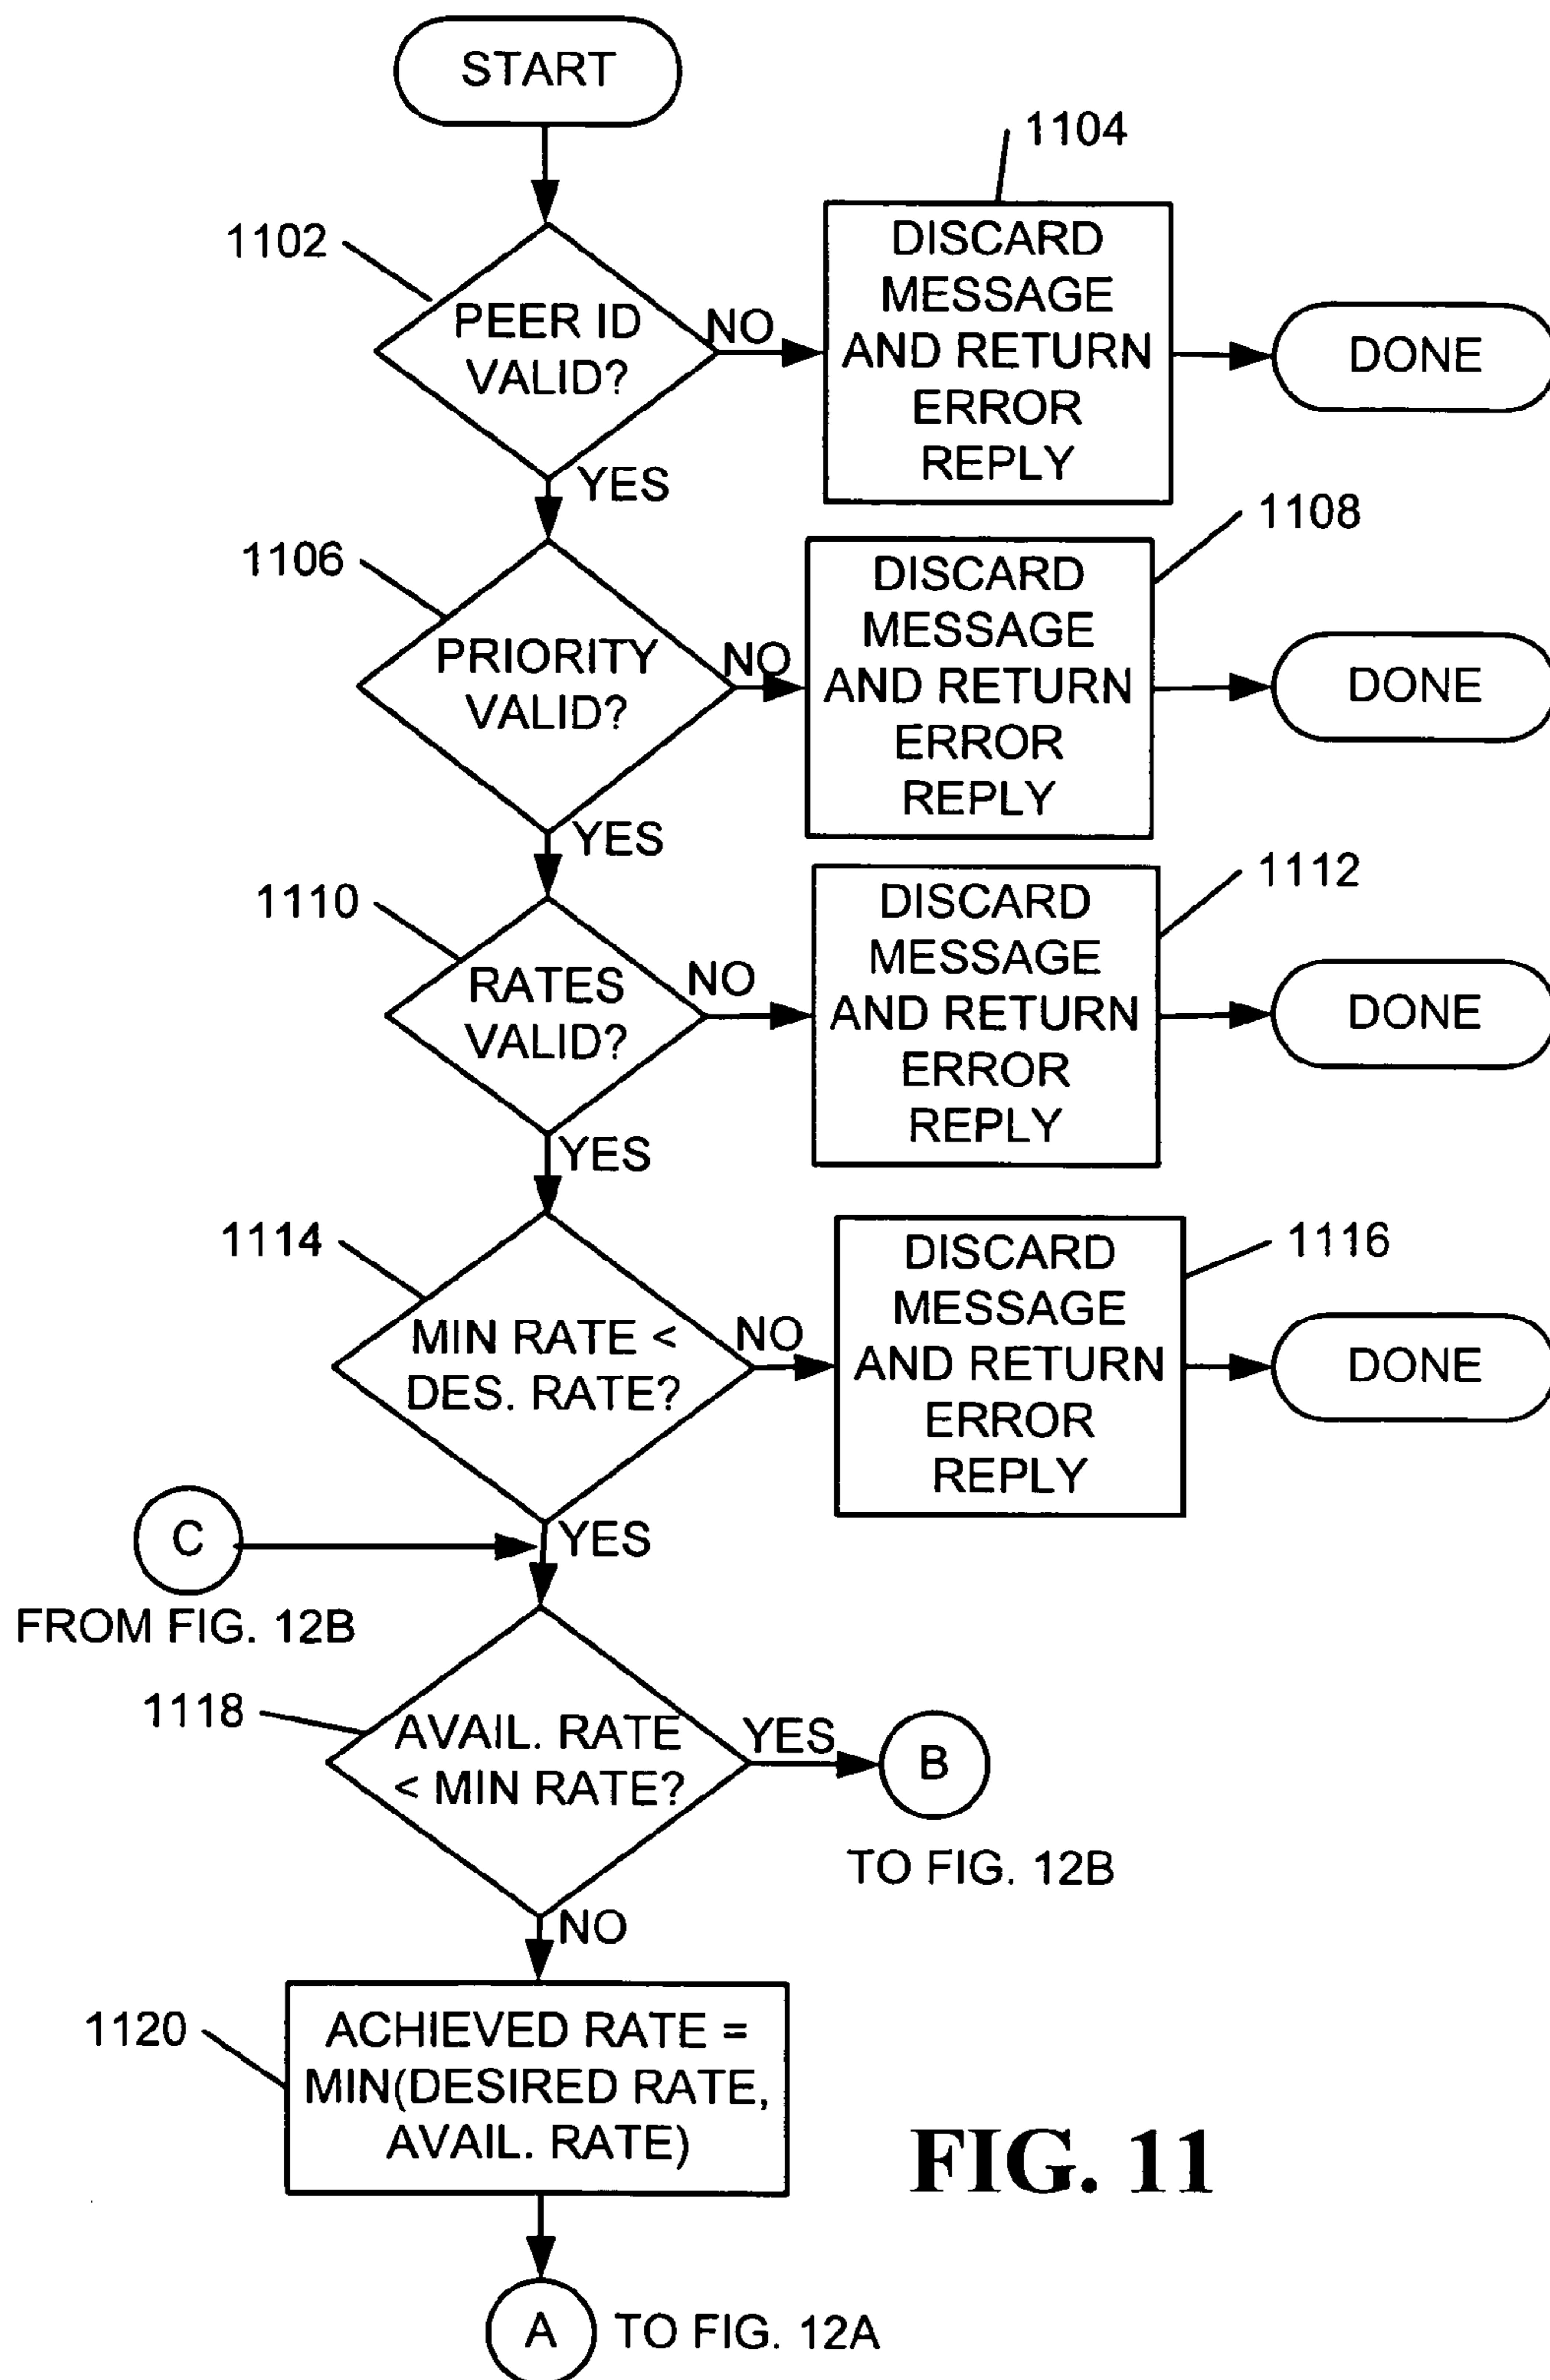 START
1104
1102
PEER ID
VALID?
NO
DISCARD
MESSAGE
AND RETURN
ERROR
REPLY
DONE
YES
1106
PRIORITY
VALID?
NO
1108
DISCARD
MESSAGE
AND RETURN
ERROR
REPLY
DONE
YES
1110
RATES
VALID?
NO
1112
DISCARD
MESSAGE
AND RETURN
ERROR
REPLY
DONE
YES
1114
MIN RATE <
DES. RATE?
NO
1116
DISCARD
MESSAGE
AND RETURN
ERROR
REPLY
DONE
YES
C
FROM FIG. 12B
1118
AVAIL. RATE
< MIN RATE?
YES
B
TO FIG. 12B
NO
1120
ACHIEVED RATE =
MIN(DESIRED RATE,
AVAIL. RATE)
FIG. 11
A
TO FIG. 12A